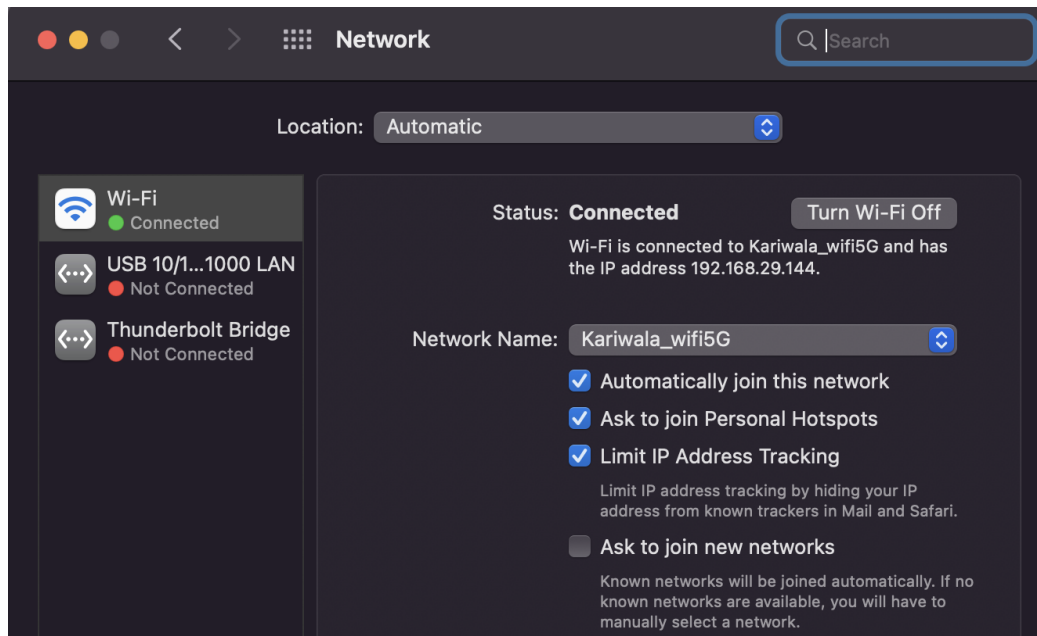 Network
Search
Location: Automatic
Wi-Fi
Connected
USB 10/1...1000 LAN
Not Connected
Thunderbolt Bridge
Not Connected
Status: Connected
Turn Wi-Fi Off
Wi-Fi is connected to Kariwala_wifi5G and has
the IP address 192.168.29.144.
Network Name: Kariwala_wifi5G
Automatically join this network
Ask to join Personal Hotspots
Limit IP Address Tracking
Limit IP address tracking by hiding your IP
address from known trackers in Mail and Safari.
Ask to join new networks
Known networks will be joined automatically. If no
known networks are available, you will have to
manually select a network.